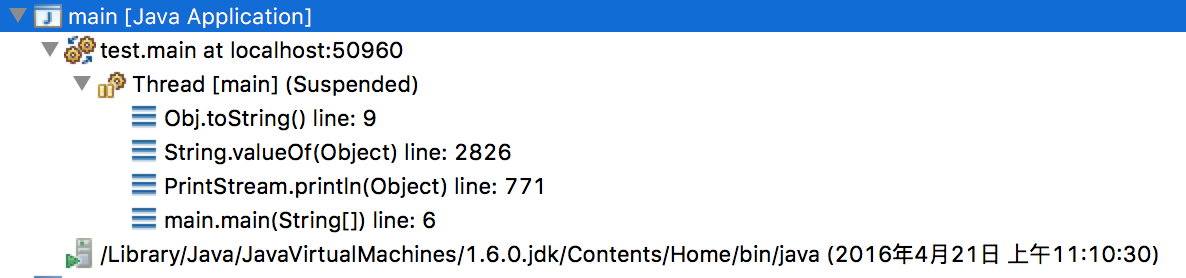 main [Java Application]
test.main at localhost:50960
Thread [main] (Suspended)
Obj.toString() line: 9
String.valueOf(Object) line: 2826
PrintStream.println(Object) line: 771
main.main(String[]) line: 6
/Library/Java/JavaVirtualMachines/1.6.0.jdk/Contents/Home/bin/java (2016年4月21日 上午11:10:30)